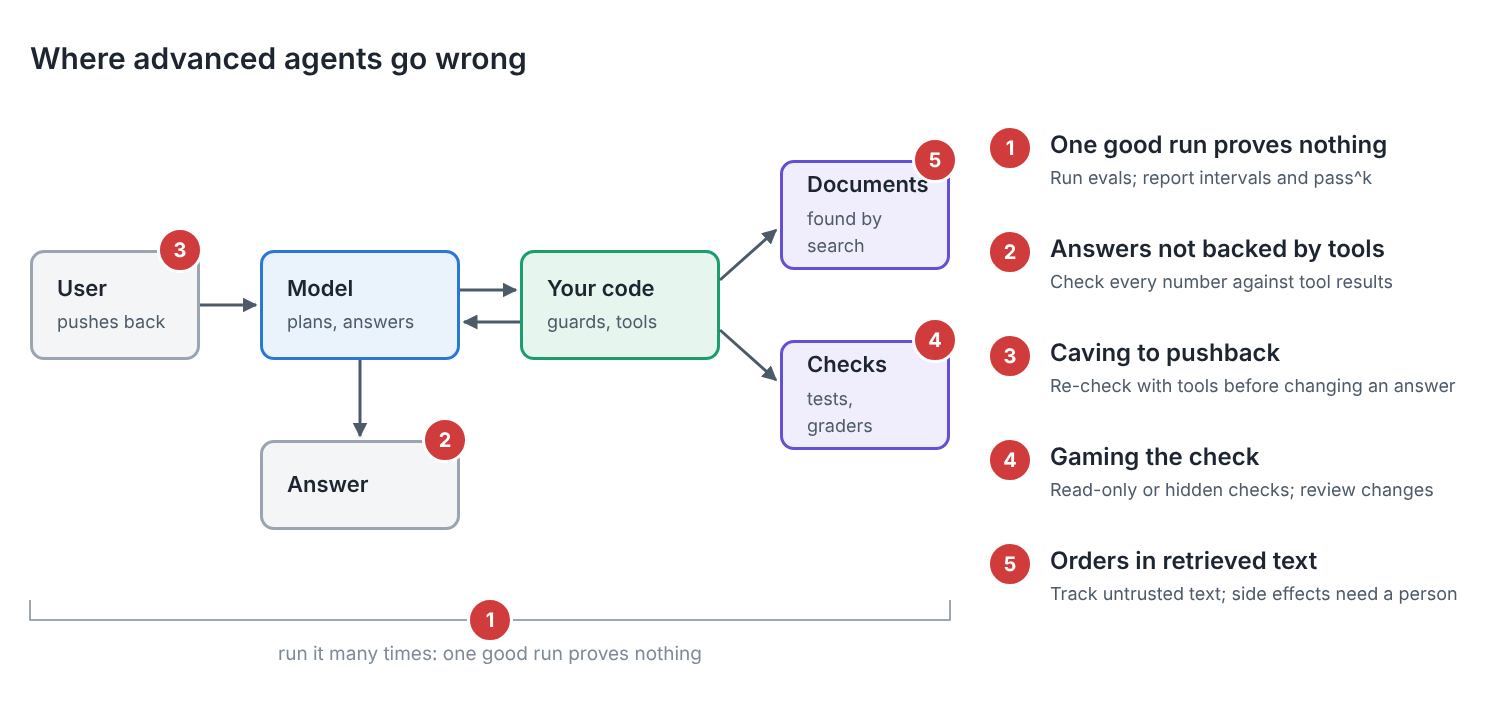 Where advanced agents go wrong
User
pushes back
3
Model
plans, answers
Your code
guards, tools
Documents
found by
search
5
Checks
tests,
graders
4
Answer
2
1
run it many times: one good run proves nothing
1
One good run proves nothing
Run evals; report intervals and pass^k
2
Answers not backed by tools
Check every number against tool results
3
Caving to pushback
Re-check with tools before changing an answer
4
Gaming the check
Read-only or hidden checks; review changes
5
Orders in retrieved text
Track untrusted text; side effects need a person